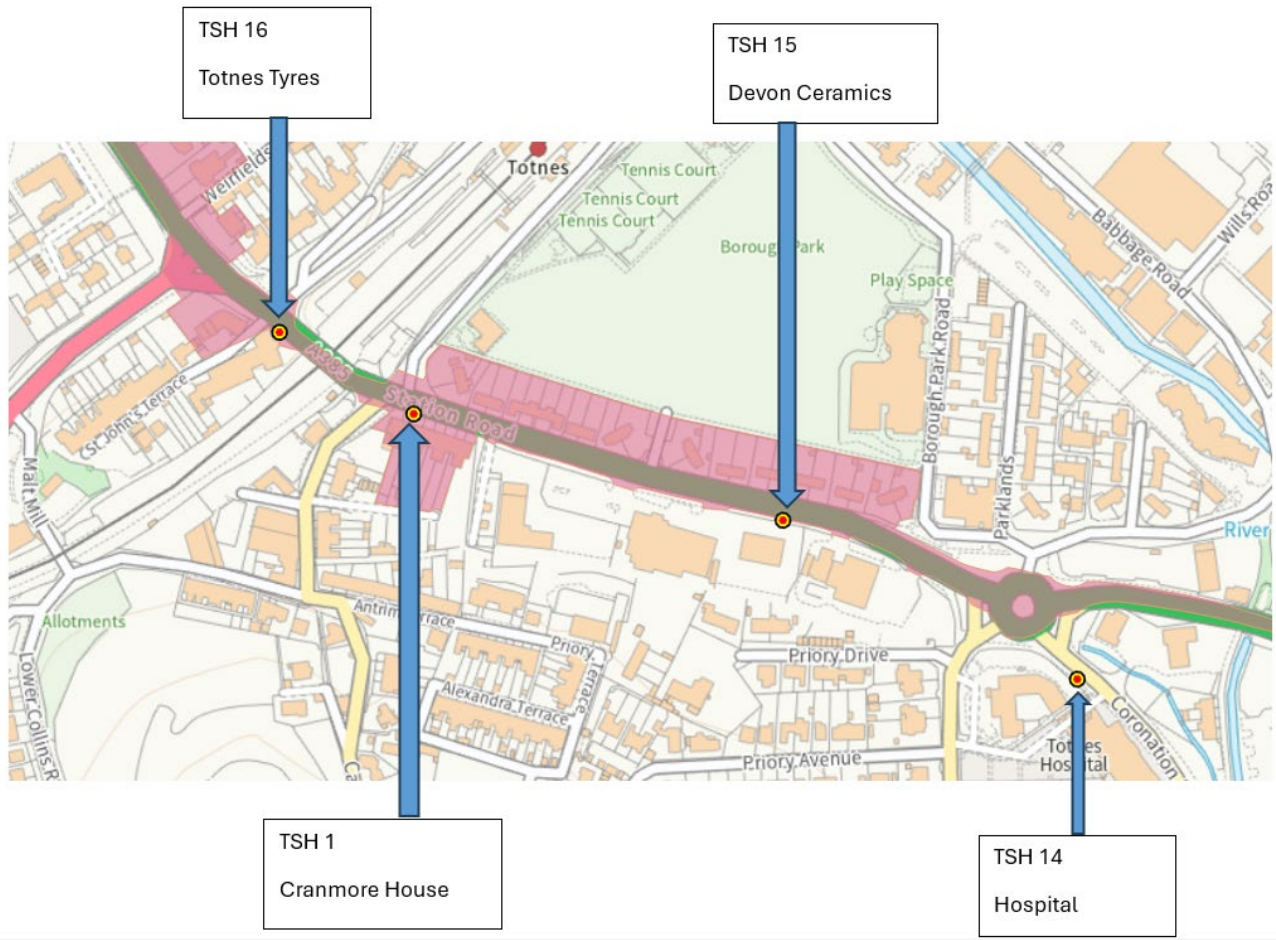 TSH 16
Totnes Tyres
TSH 15
Devon Ceramics
Weirfields
Totnes
Tennis Court
Tennis Court
Tennis Court
Borough Park
Play Space
Babbage Road
Wills Roa
A385
Station Road
Borough Park Road
St John's Terrace
Malt Mill
Parklands
River
Allotments
Antrim Terrace
Priory Terrace
Priory Drive
Alexandra Terrace
Lower Collins R
Priory Avenue
Coronation
Totnes
Hospital
Ca
TSH 1
Cranmore House
TSH 14
Hospital